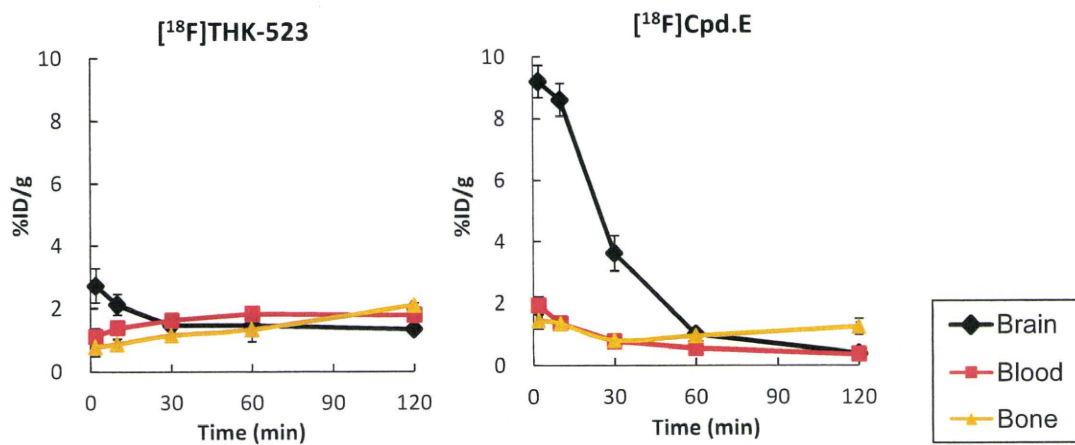 [¹⁸F]THK-523
10
8
6
4
2
0
%ID/g
0 30 60 90 120
Time (min)
[¹⁸F]Cpd.E
10
8
6
4
2
0
%ID/g
0 30 60 90 120
Time (min)
Brain
Blood
Bone